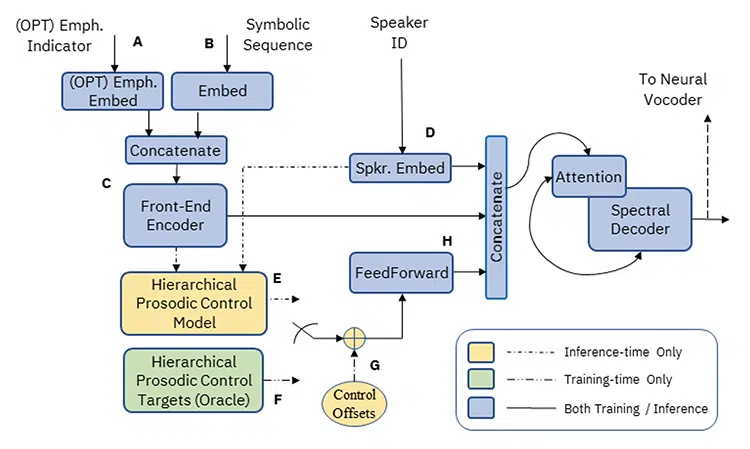 (OPT) Emph.
Indicator
A
B
Symbolic
Sequence
Speaker
ID
(OPT) Emph.
Embed
Embed
To Neural
Vocoder
Concatenate
D
Spkr. Embed
C
Front-End
Encoder
Concatenate
Attention
Spectral
Decoder
H
FeedForward
Hierarchical
Prosodic Control
Model
E
Hierarchical
Prosodic Control
Targets (Oracle)
F
G
Control
Offsets
Inference-time Only
Training-time Only
Both Training / Inference